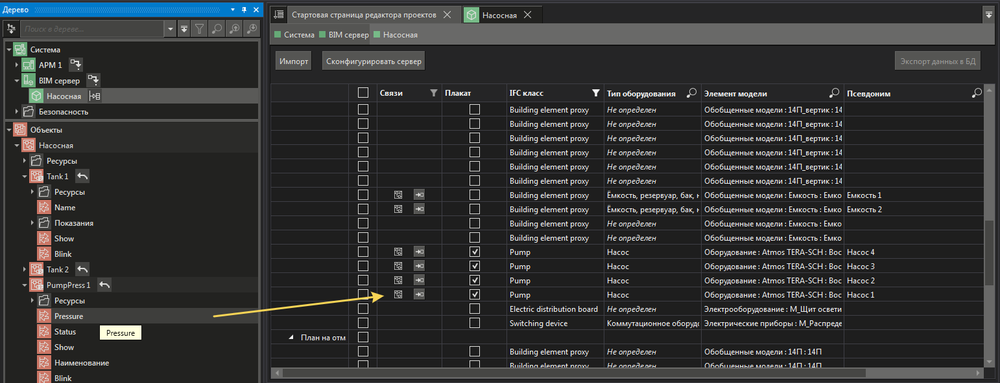 Дерево
Поиск в дереве...
Система
АРМ 1
BIM сервер
Насосная
Безопасность
Объекты
Насосная
Ресурсы
Tank 1
Ресурсы
Name
Показания
Show
Blink
Tank 2
PumpPress 1
Ресурсы
Pressure
Status
Pressure
Show
Наименование
Blink
Стартовая страница редактора проектов
Насосная
Система BIM сервер Насосная
Импорт Сконфигурировать сервер Экспорт данных в БД
Связи Плакат IFC класс Тип оборудования Элемент модели Псевдоним
Building element proxy Не определен Обобщенные модели : 14П_вертик : 14
Building element proxy Не определен Обобщенные модели : 14П_вертик : 14
Building element proxy Не определен Обобщенные модели : 14П_вертик : 14
Building element proxy Не определен Обобщенные модели : 14П_вертик : 14
Building element proxy Не определен Обобщенные модели : 14П_вертик : 14
Building element proxy Не определен Обобщенные модели : 14П_вертик : 14
Building element proxy Ёмкость, резервуар, бак, Обобщенные модели : Емкость : Емко Емкость 1
Building element proxy Ёмкость, резервуар, бак, Обобщенные модели : Емкость : Емко Емкость 2
Building element proxy Не определен Обобщенные модели : Емкость : Емко
Building element proxy Не определен Обобщенные модели : Емкость : Емко
Pump Насос Оборудование : Atmos TERA-SCH : Вос Насос 4
Pump Насос Оборудование : Atmos TERA-SCH : Вос Насос 3
Pump Насос Оборудование : Atmos TERA-SCH : Вос Насос 2
Pump Насос Оборудование : Atmos TERA-SCH : Вос Насос 1
Electric distribution board Не определен Электрооборудование : М_Щит освети
Switching device Коммутационное оборудо Электрические приборы : М_Распреде
План на отм
Building element proxy Не определен Обобщенные модели : 14П : 14П
Building element proxy Не определен Обобщенные модели : 14П : 14П